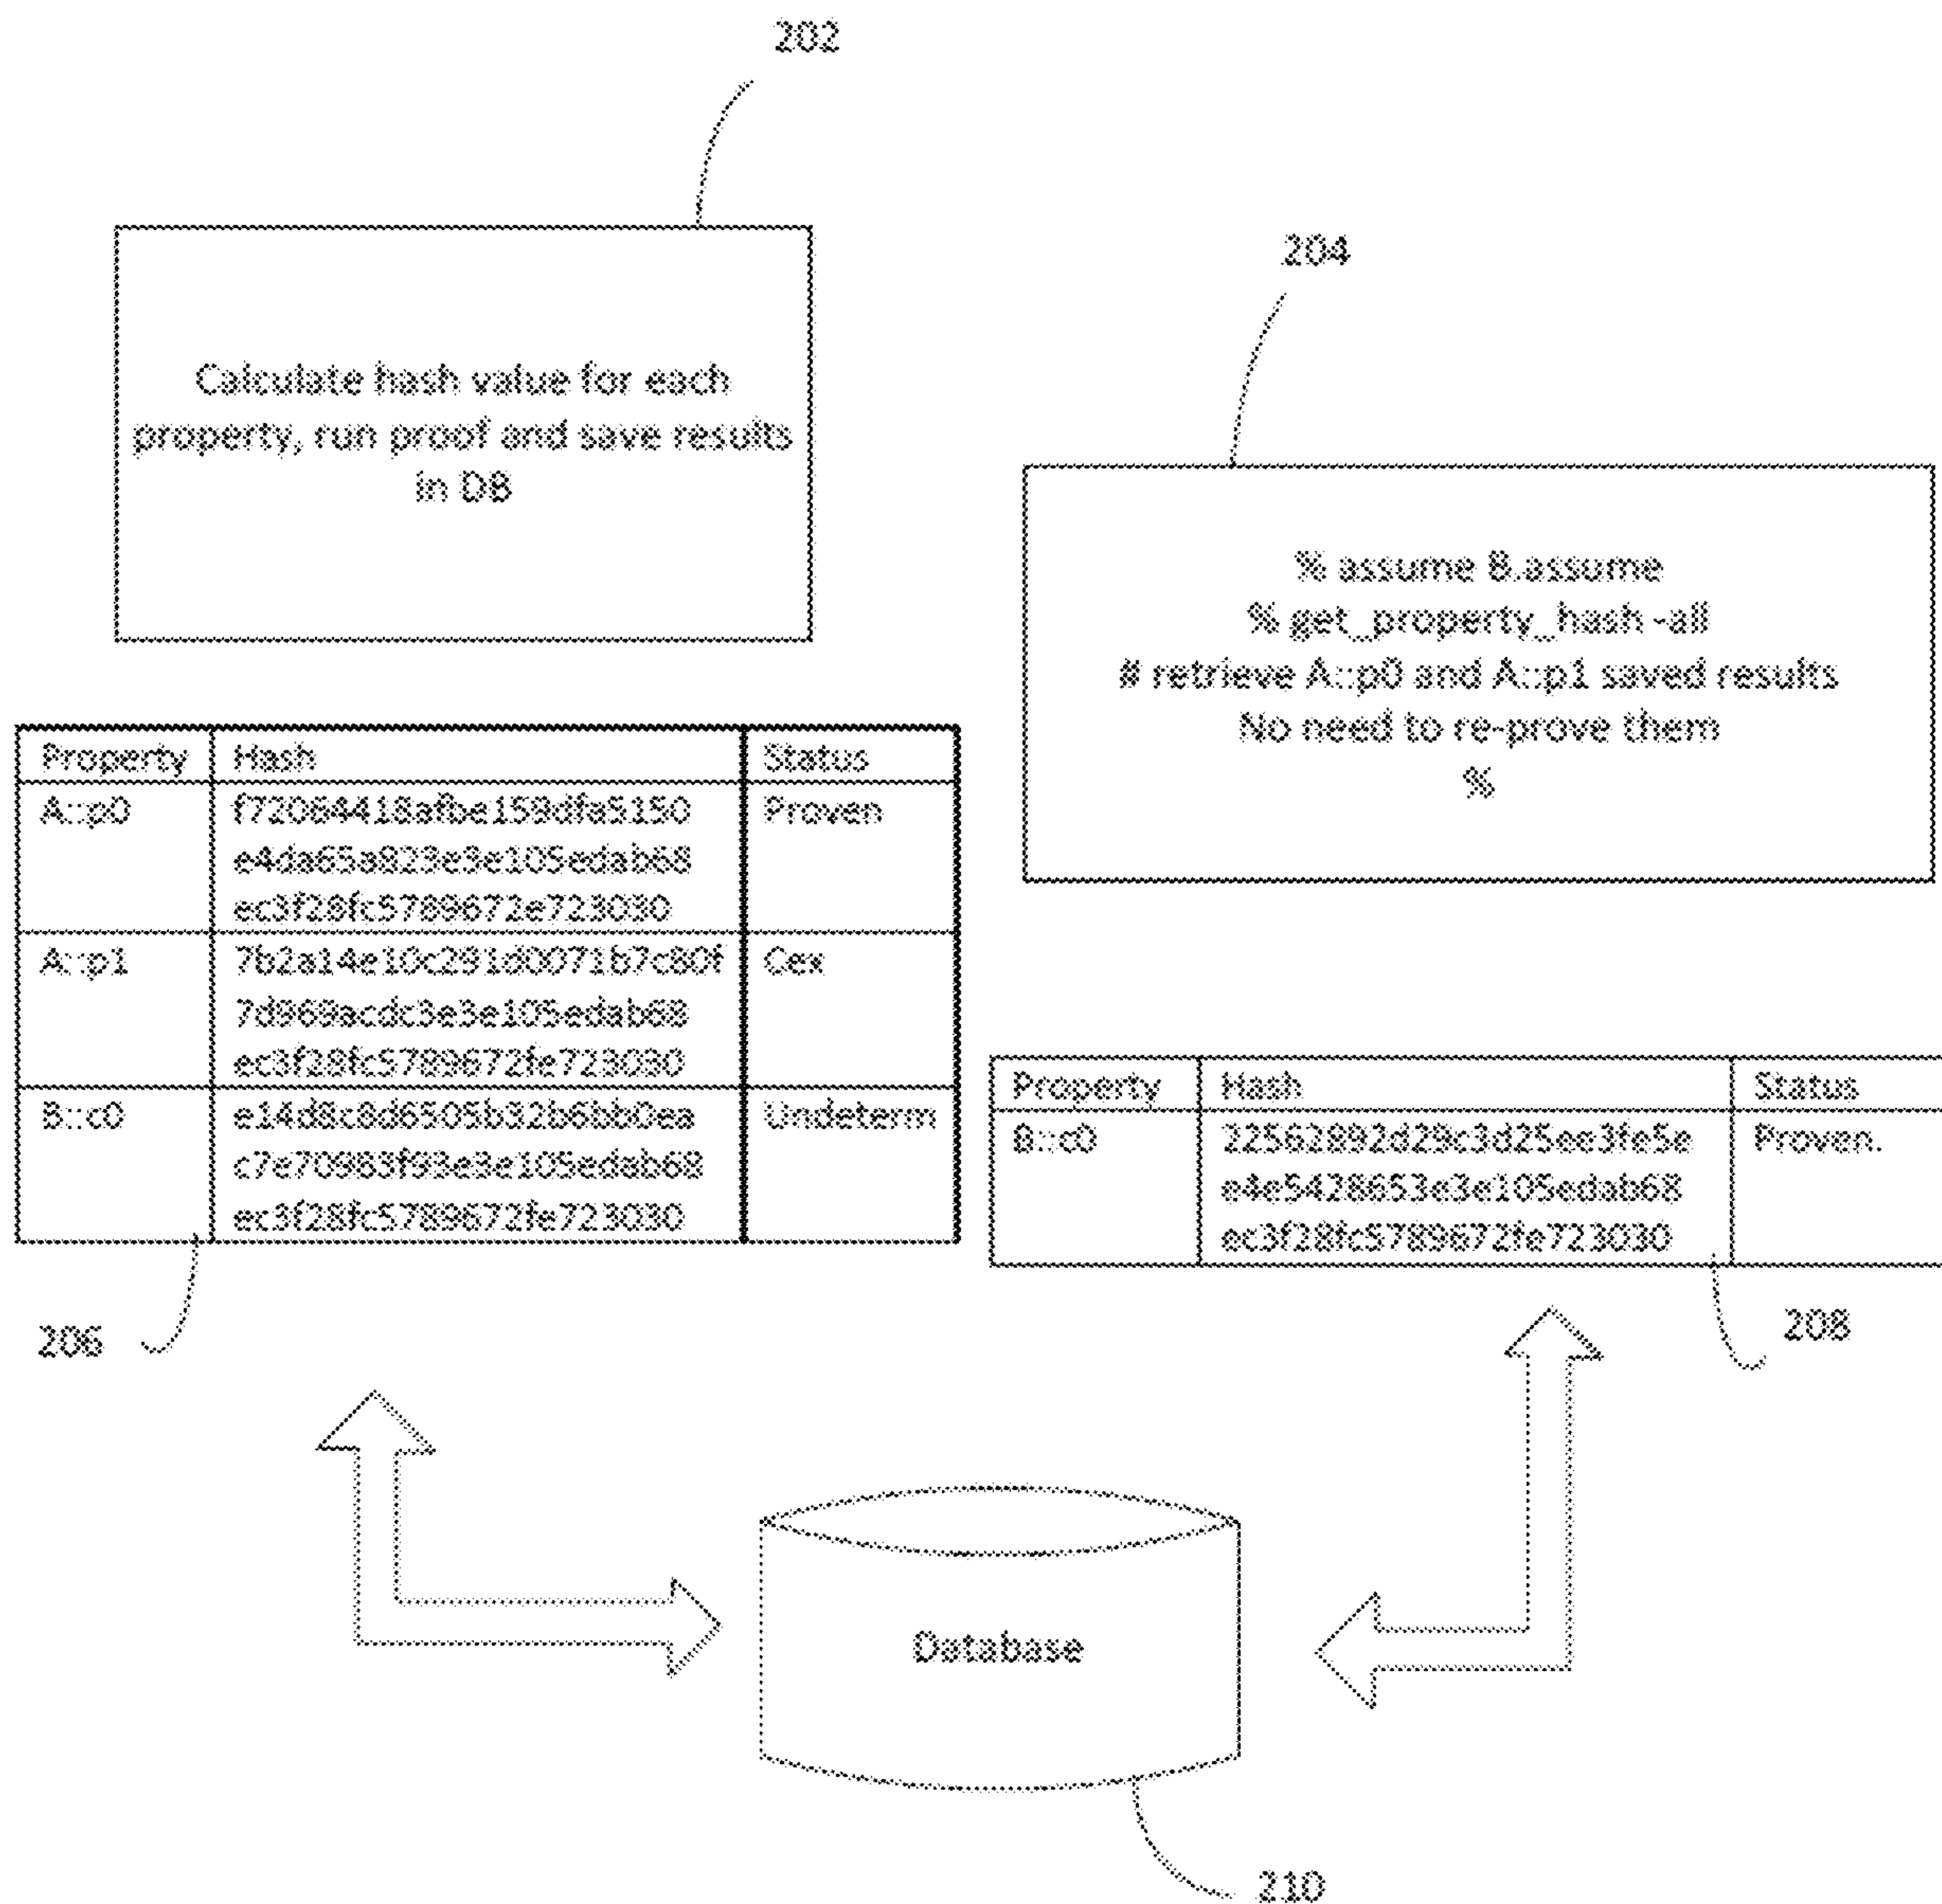 202
Calculate hash value for each
property, run proof and save results
in DB
204
% assume B.assume
% get_property_hash -all
# retrieve A::p0 and A::p1 saved results
No need to re-prove them
%
Property Hash Status
A::p0 f72064418afbe159dfa5150 Proven
e4da65a823e3e105edab68
ec3f28fc5789672e723030
A::p1 7b2a14e10c291d0071b7c80f Cex
7d969acdc3e3e105edab68
ec3f28fc5789672fe723030
B::c0 e14d8c8d6505b32b6bb0ea Undeterm
c7e70983f93e3e105edab68
ec3f28fc5789672fe723030
206
Property Hash Status
B::c0 22562892d29c3d25ee3fe5e Proven.
e4e5428653e3e105edab68
ec3f28fc5789672fe723030
208
Database
210